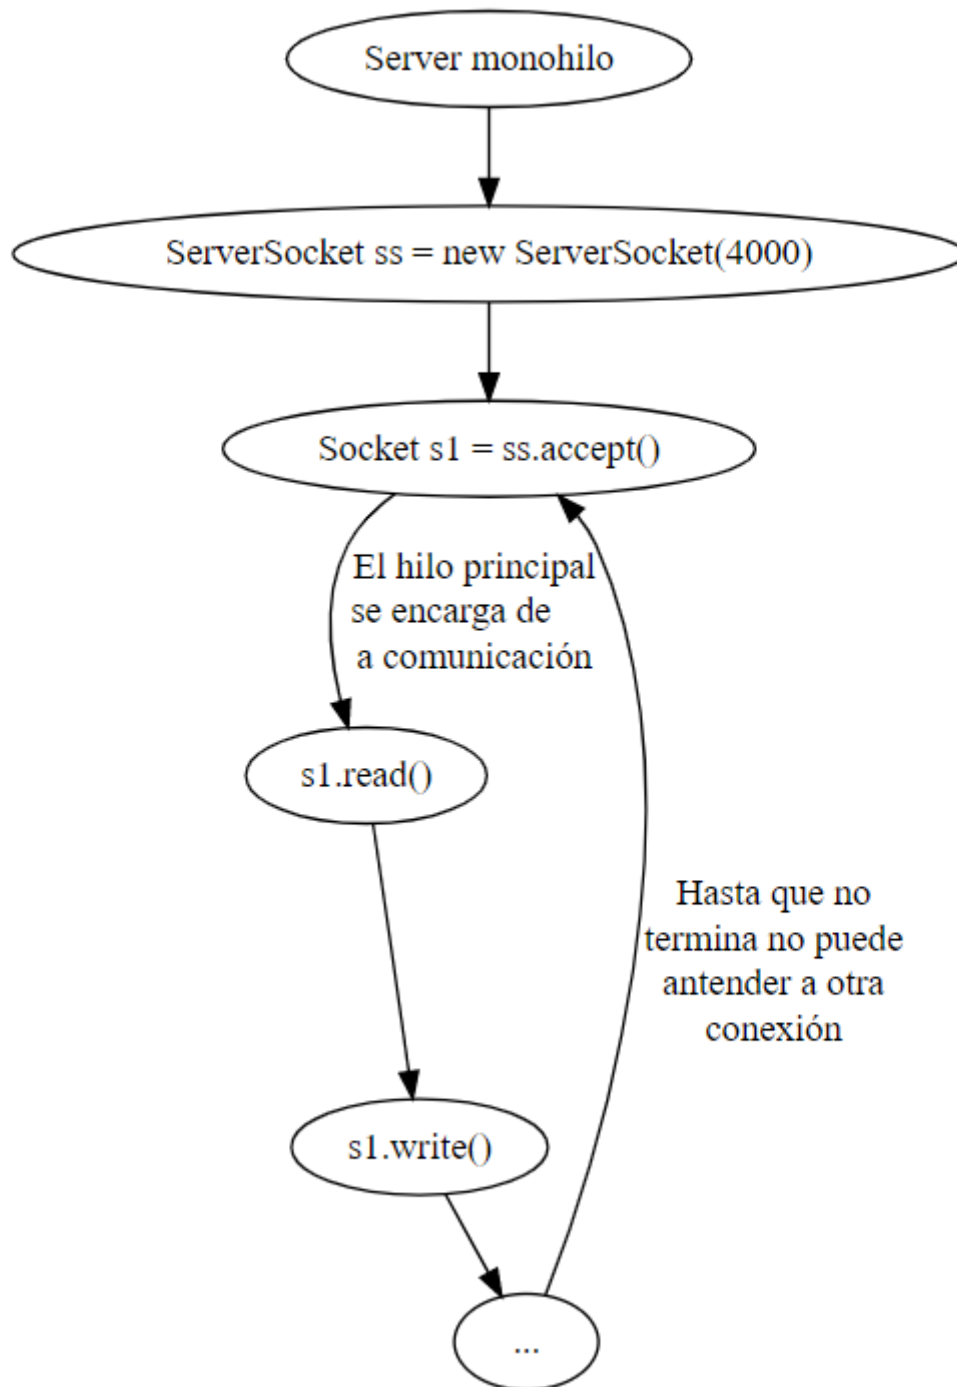 Server monohilo
ServerSocket ss = new ServerSocket(4000)
Socket s1 = ss.accept()
El hilo principal
se encarga de
a comunicación
s1.read()
Hasta que no
termina no puede
antender a otra
conexión
s1.write()
...